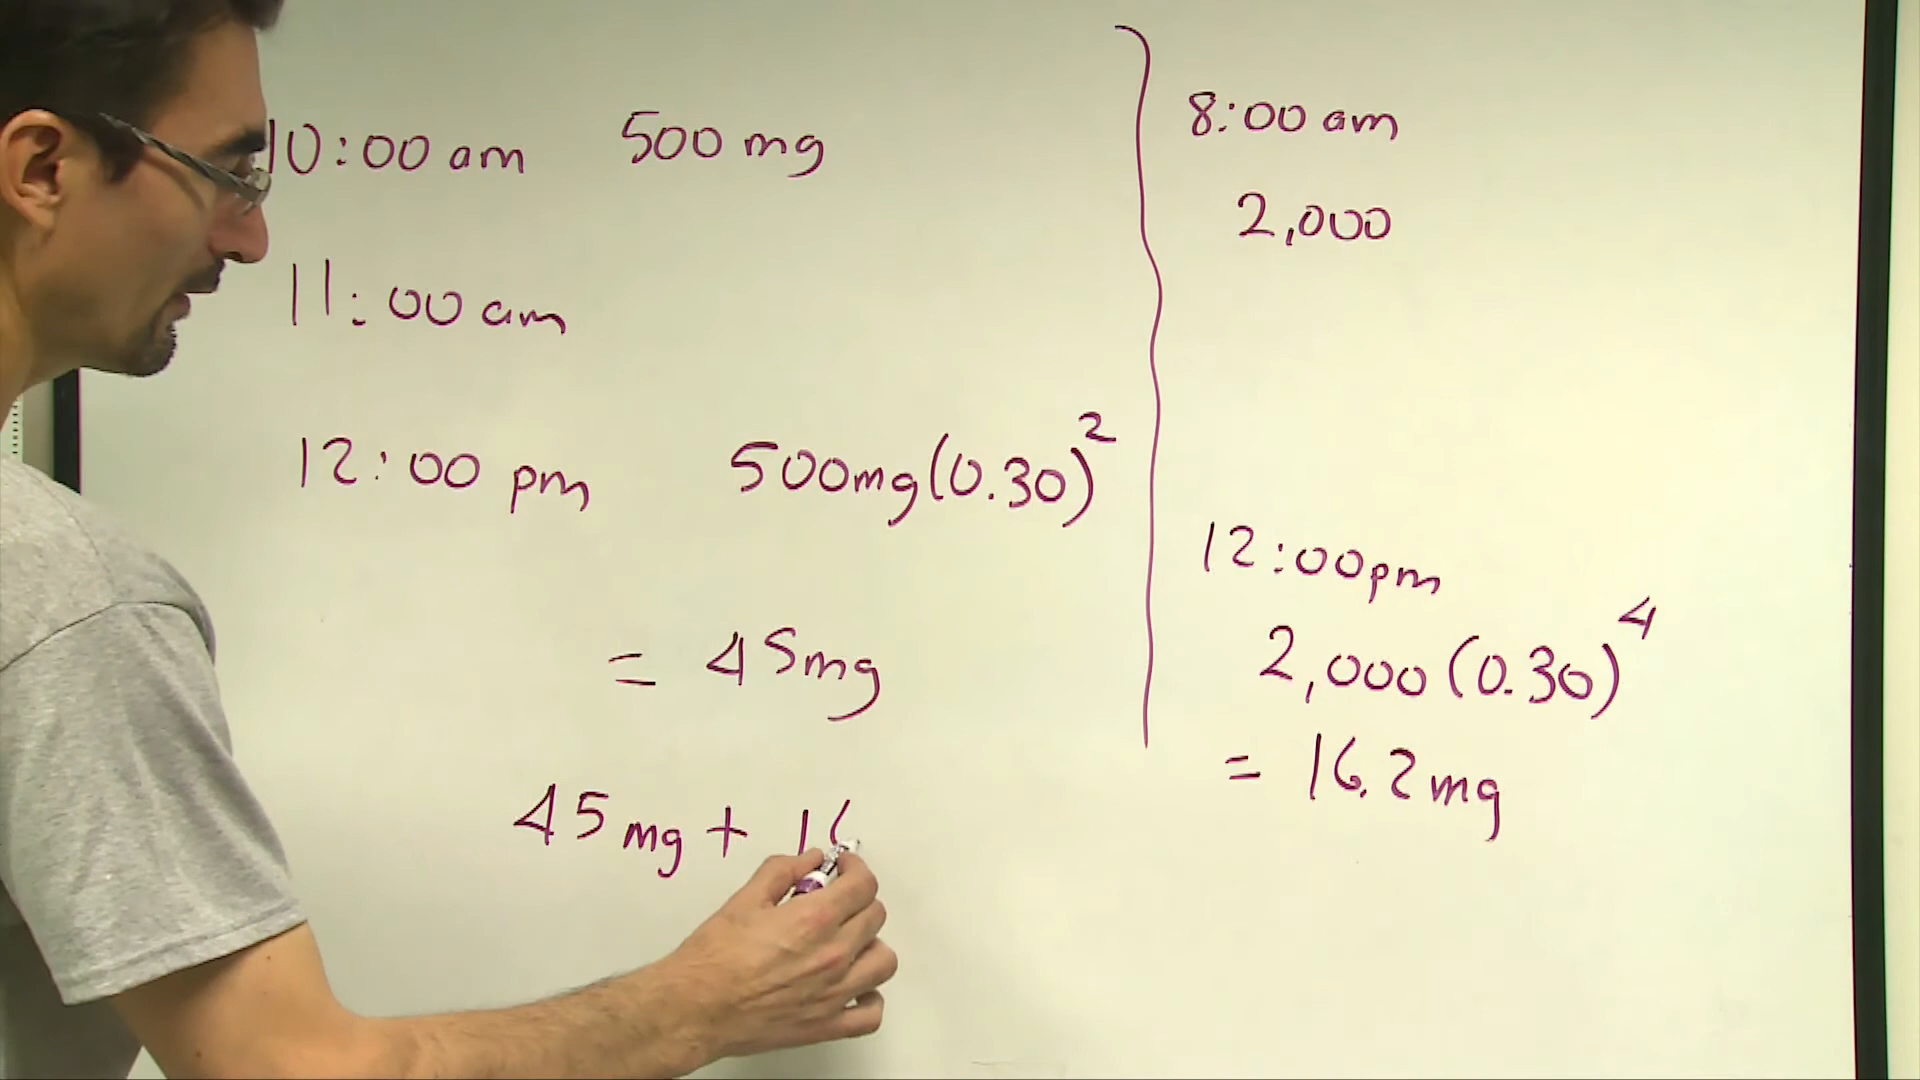 10:00 am 500 mg
11:00 am
12:00 pm 500mg(0.30)²
= 45mg
45mg + 16
8:00 am
2,000
12:00pm
2,000(0.30)⁴
= 16.2mg